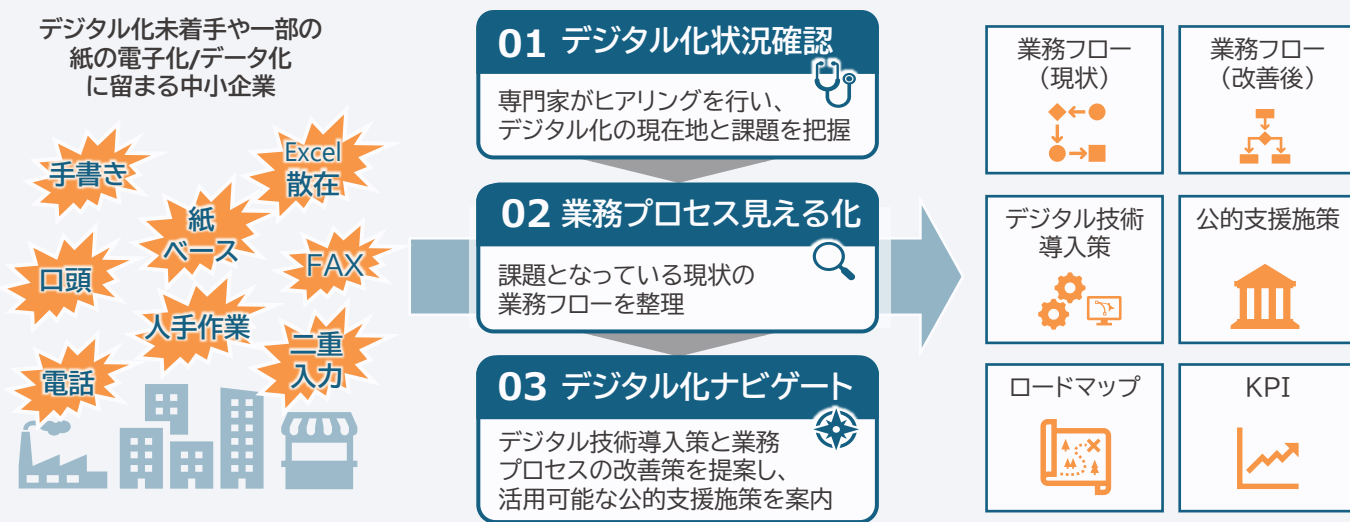 デジタル化未着手や一部の
紙の電子化/データ化
に留まる中小企業
手書き
Excel
散在
紙
ベース
口頭
FAX
人手作業
二重
入力
電話
01 デジタル化状況確認
専門家がヒアリングを行い、
デジタル化の現在地と課題を把握
02 業務プロセス見える化
課題となっている現状の
業務フローを整理
03 デジタル化ナビゲート
デジタル技術導入策と業務
プロセスの改善策を提案し、
活用可能な公的支援施策を案内
業務フロー
（現状）
業務フロー
（改善後）
デジタル技術
導入策
公的支援施策
ロードマップ
KPI